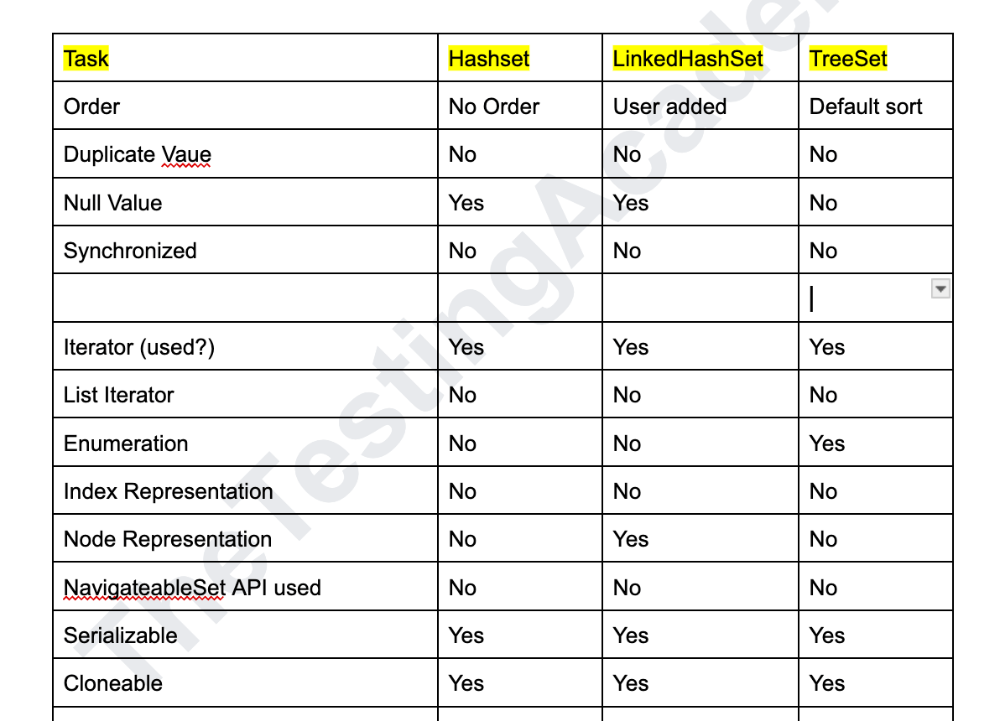 Task Hashset LinkedHashSet TreeSet
Order No Order User added Default sort
Duplicate Vaue No No No
Null Value Yes Yes No
Synchronized No No No
Iterator (used?) Yes Yes Yes
List Iterator No No No
Enumeration No No Yes
Index Representation No No No
Node Representation No Yes No
NavigateableSet API used No No No
Serializable Yes Yes Yes
Cloneable Yes Yes Yes
TheTestingAcade